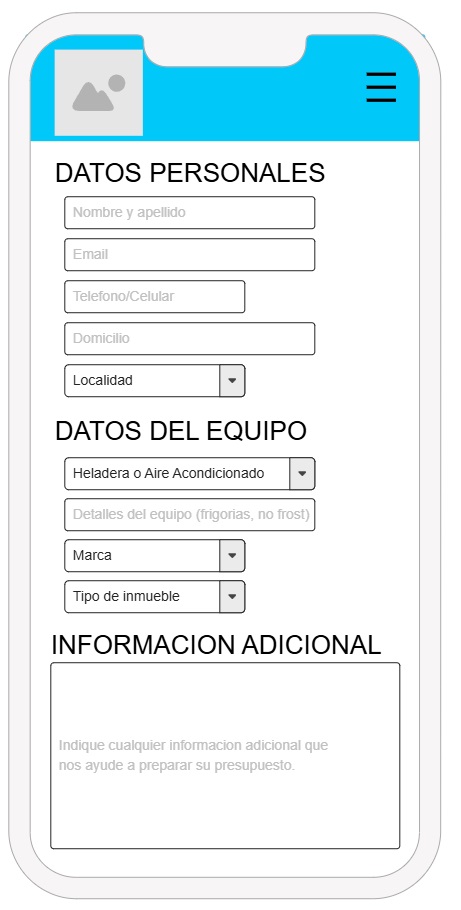 DATOS PERSONALES
Nombre y apellido
Email
Telefono/Celular
Domicilio
Localidad
DATOS DEL EQUIPO
Heladera o Aire Acondicionado
Detalles del equipo (frigorias, no frost)
Marca
Tipo de inmueble
INFORMACION ADICIONAL
Indique cualquier informacion adicional que
nos ayude a preparar su presupuesto.